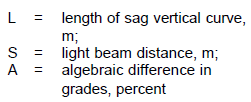 L = length of sag vertical curve,
m;
S = light beam distance, m;
A = algebraic difference in
grades, percent